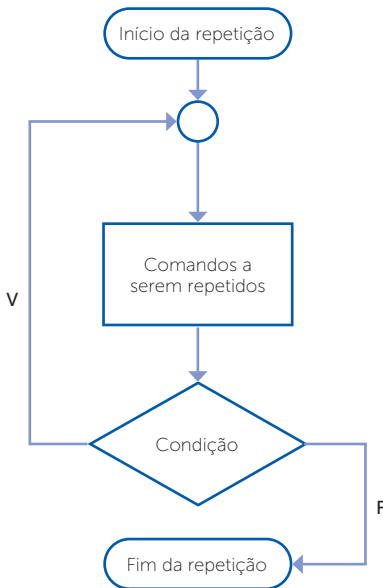 Início da repetição
Comandos a
serem repetidos
V
Condição
F
Fim da repetição